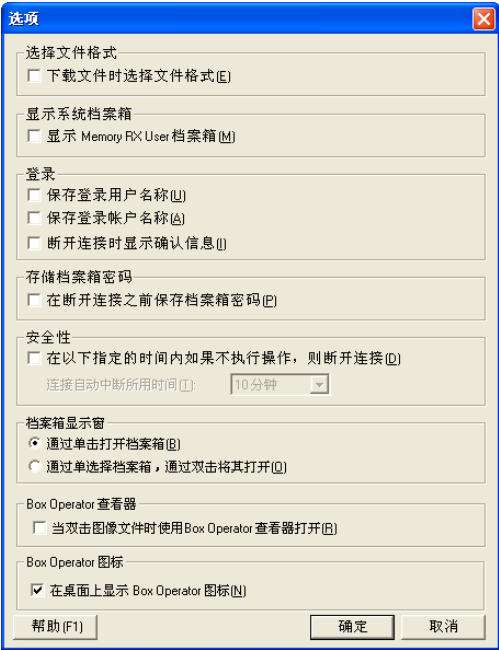 选项
选择文件格式
下载文件时选择文件格式(E)
显示系统档案箱
显示 Memory RX User 档案箱(M)
登录
保存登录用户名称(U)
保存登录帐户名称(A)
断开连接时显示确认信息(I)
存储档案箱密码
在断开连接之前保存档案箱密码(P)
安全性
在以下指定的时间内如果不执行操作，则断开连接(D)
连接自动中断所用时间(T):
10分钟
档案箱显示窗
通过单击打开档案箱(B)
通过单选择档案箱，通过双击将其打开(O)
Box Operator 查看器
当双击图像文件时使用Box Operator 查看器打开(R)
Box Operator 图标
在桌面上显示 Box Operator 图标(N)
帮助(F1)
确定
取消